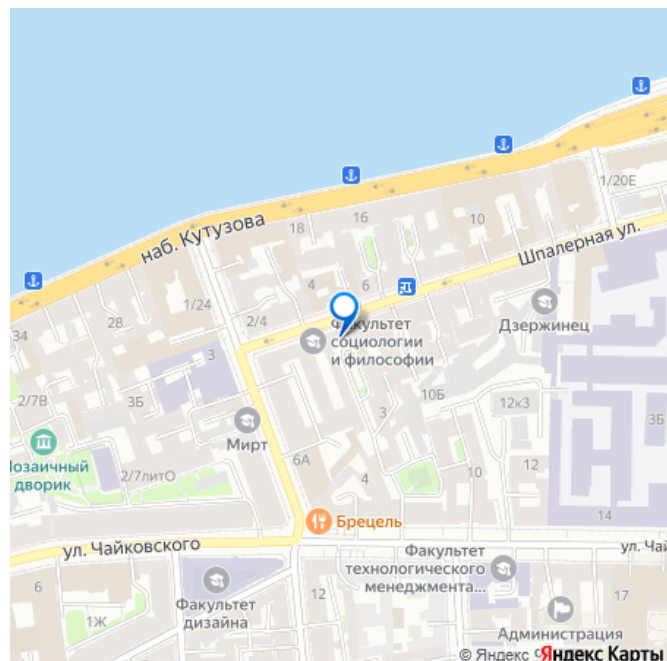 1/20Е
наб. Кутузова
16
18
10
Шпалерная ул.
4
6
1/24
Дзержинец
28
2/4
Факультет
социологии
и философии
34
3
10Б
2/7В
3Б
3
12к3
3Б
Мирт
Мозаичный
дворик
2/7литО
6А
4
10
12
14
Брецель
ул. Чайковского
ул. Чай
Факультет
технологического
менеджмента...
6
Факультет
дизайна
1Ж
12
17
Администрация
© Яндекс
Яндекс Карты